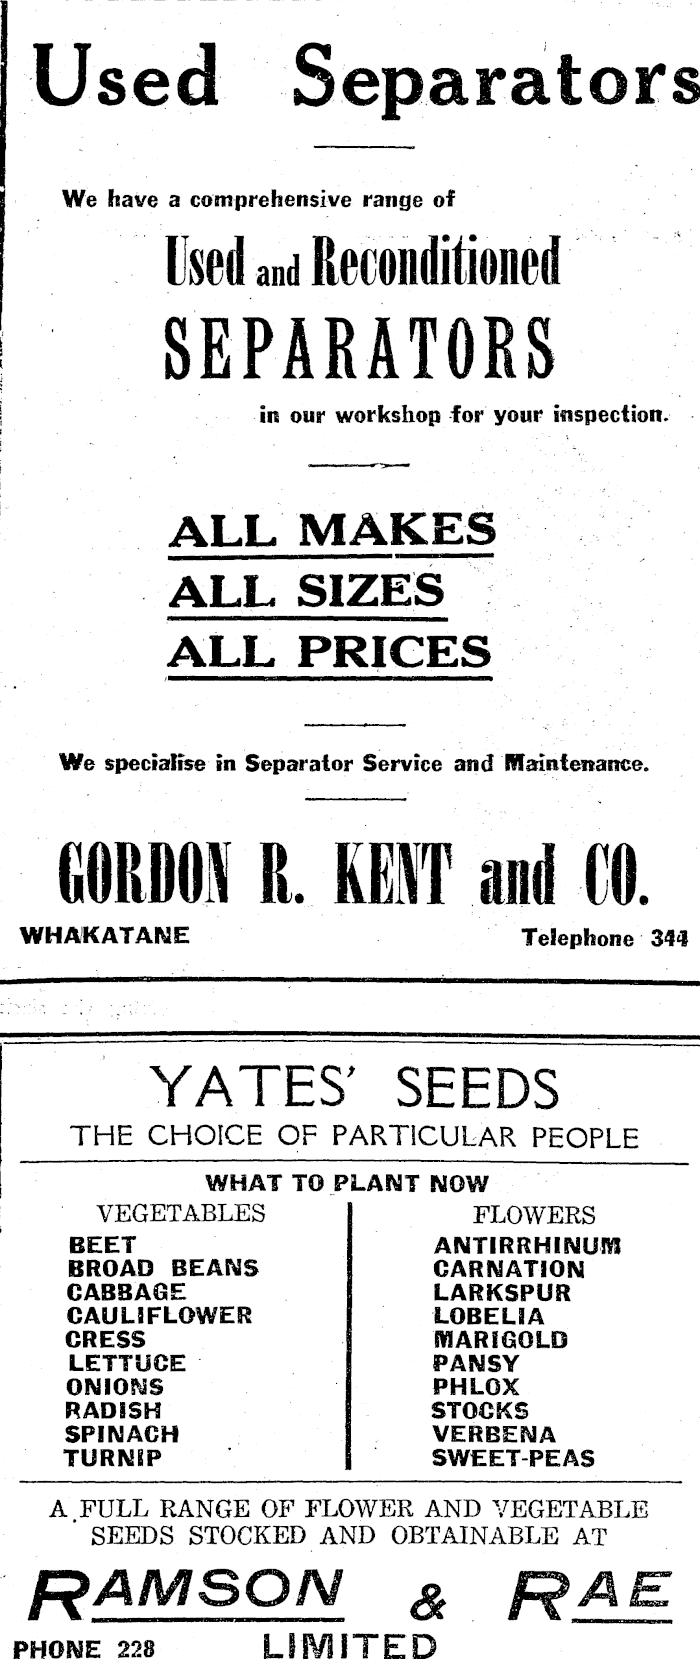 Used Separators
We have a comprehensive range of
Used and Reconditioned
SEPARATORS
in our workshop for your inspection.
ALL MAKES
ALL SIZES
ALL PRICES
We specialise in Separator Service and Maintenance.
GORDON R. KENT and CO.
WHAKATANE Telephone 344
YATES' SEEDS
THE CHOICE OF PARTICULAR PEOPLE
WHAT TO PLANT NOW
VEGETABLES
BEET
BROAD BEANS
CABBAGE
CAULIFLOWER
CRESS
LETTUCE
ONIONS
RADISH
SPINACH
TURNIP
FLOWERS
ANTIRRHINUM
CARNATION
LARKSPUR
LOBELIA
MARIGOLD
PANSY
PHLOX
STOCKS
VERBENA
SWEET-PEAS
A FULL RANGE OF FLOWER AND VEGETABLE
SEEDS STOCKED AND OBTAINABLE AT
RAMSON & RAE
PHONE 228 LIMITED